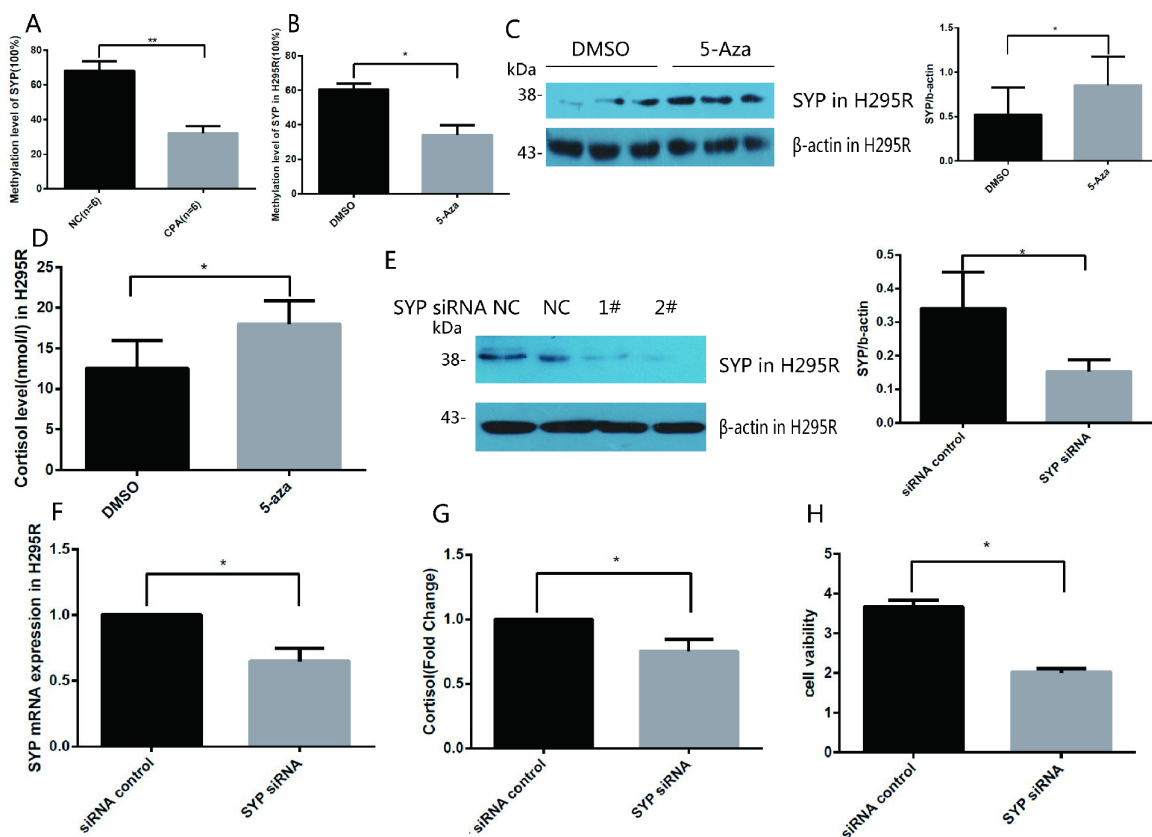 A
Methylation level of SYP(100%)
80
60
40
20
0
**
NC(n=6)
CPA(n=6)
B
Methylation level of SYP in H295R(100%)
80
60
40
20
0
*
DMSO
5-Aza
C
DMSO
5-Aza
kDa
38-
SYP in H295R
43-
β-actin in H295R
SYP/b-actin
1.5
1.0
0.5
0.0
*
DMSO
5-Aza
D
Cortisol level(nmol/l) in H295R
25
20
15
10
5
0
*
DMSO
5-aza
E
SYP siRNA NC NC 1# 2#
kDa
38-
SYP in H295R
43-
β-actin in H295R
SYP/b-actin
0.5
0.4
0.3
0.2
0.1
0.0
*
siRNA control
SYP siRNA
F
SYP mRNA expression in H295R
1.5
1.0
0.5
0.0
*
siRNA control
SYP siRNA
G
Cortisol(Fold Change)
1.5
1.0
0.5
0.0
*
siRNA control
SYP siRNA
H
cell vaibility
5
4
3
2
1
0
*
siRNA control
SYP siRNA